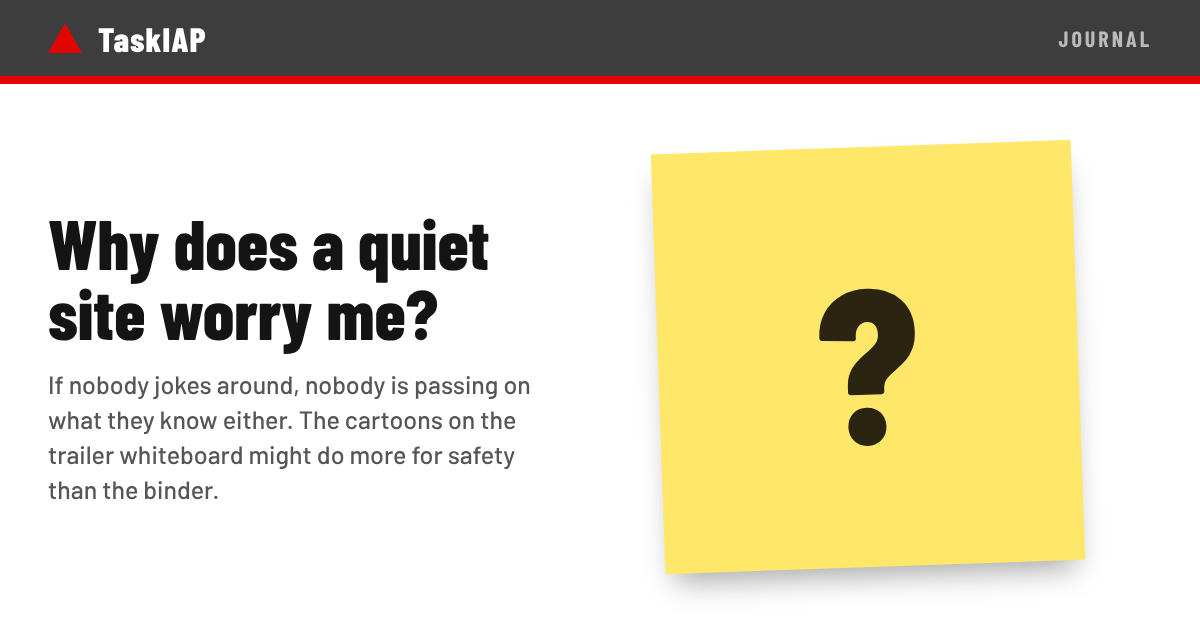 TaskIAP
JOURNAL
Why does a quiet
site worry me?
If nobody jokes around, nobody is passing on
what they know either. The cartoons on the
trailer whiteboard might do more for safety
than the binder.
?